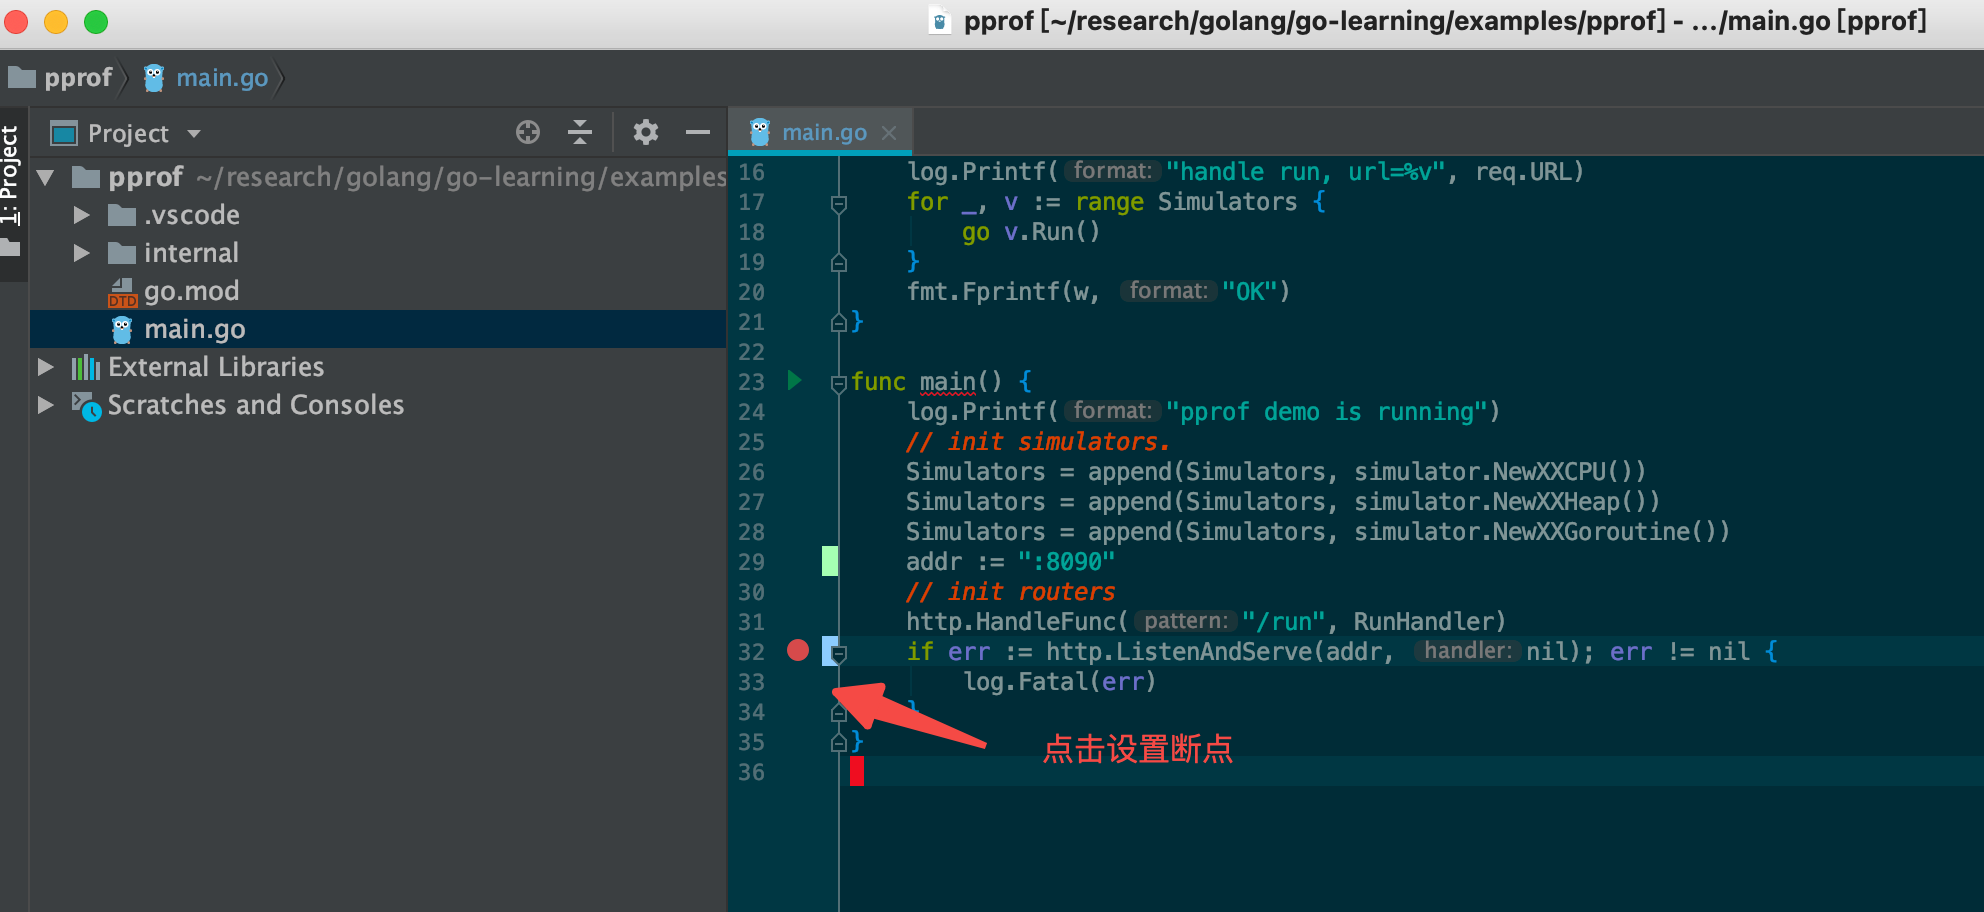 pprof [~/research/golang/go-learning/examples/pprof] - .../main.go [pprof]
pprof main.go
1: Project
Project
pprof ~/research/golang/go-learning/examples
.vscode
internal
DTD go.mod
main.go
External Libraries
Scratches and Consoles
main.go
16 log.Printf( format: "handle run, url=%v", req.URL)
17 for _, v := range Simulators {
18 go v.Run()
19 }
20 fmt.Fprintf(w, format: "OK")
21 }
22
23 func main() {
24 log.Printf( format: "pprof demo is running")
25 // init simulators.
26 Simulators = append(Simulators, simulator.NewXXCPU())
27 Simulators = append(Simulators, simulator.NewXXHeap())
28 Simulators = append(Simulators, simulator.NewXXGoroutine())
29 addr := ":8090"
30 // init routers
31 http.HandleFunc( pattern: "/run", RunHandler)
32 if err := http.ListenAndServe(addr, handler: nil); err != nil {
33 log.Fatal(err)
34 }
35 }
点击设置断点
36